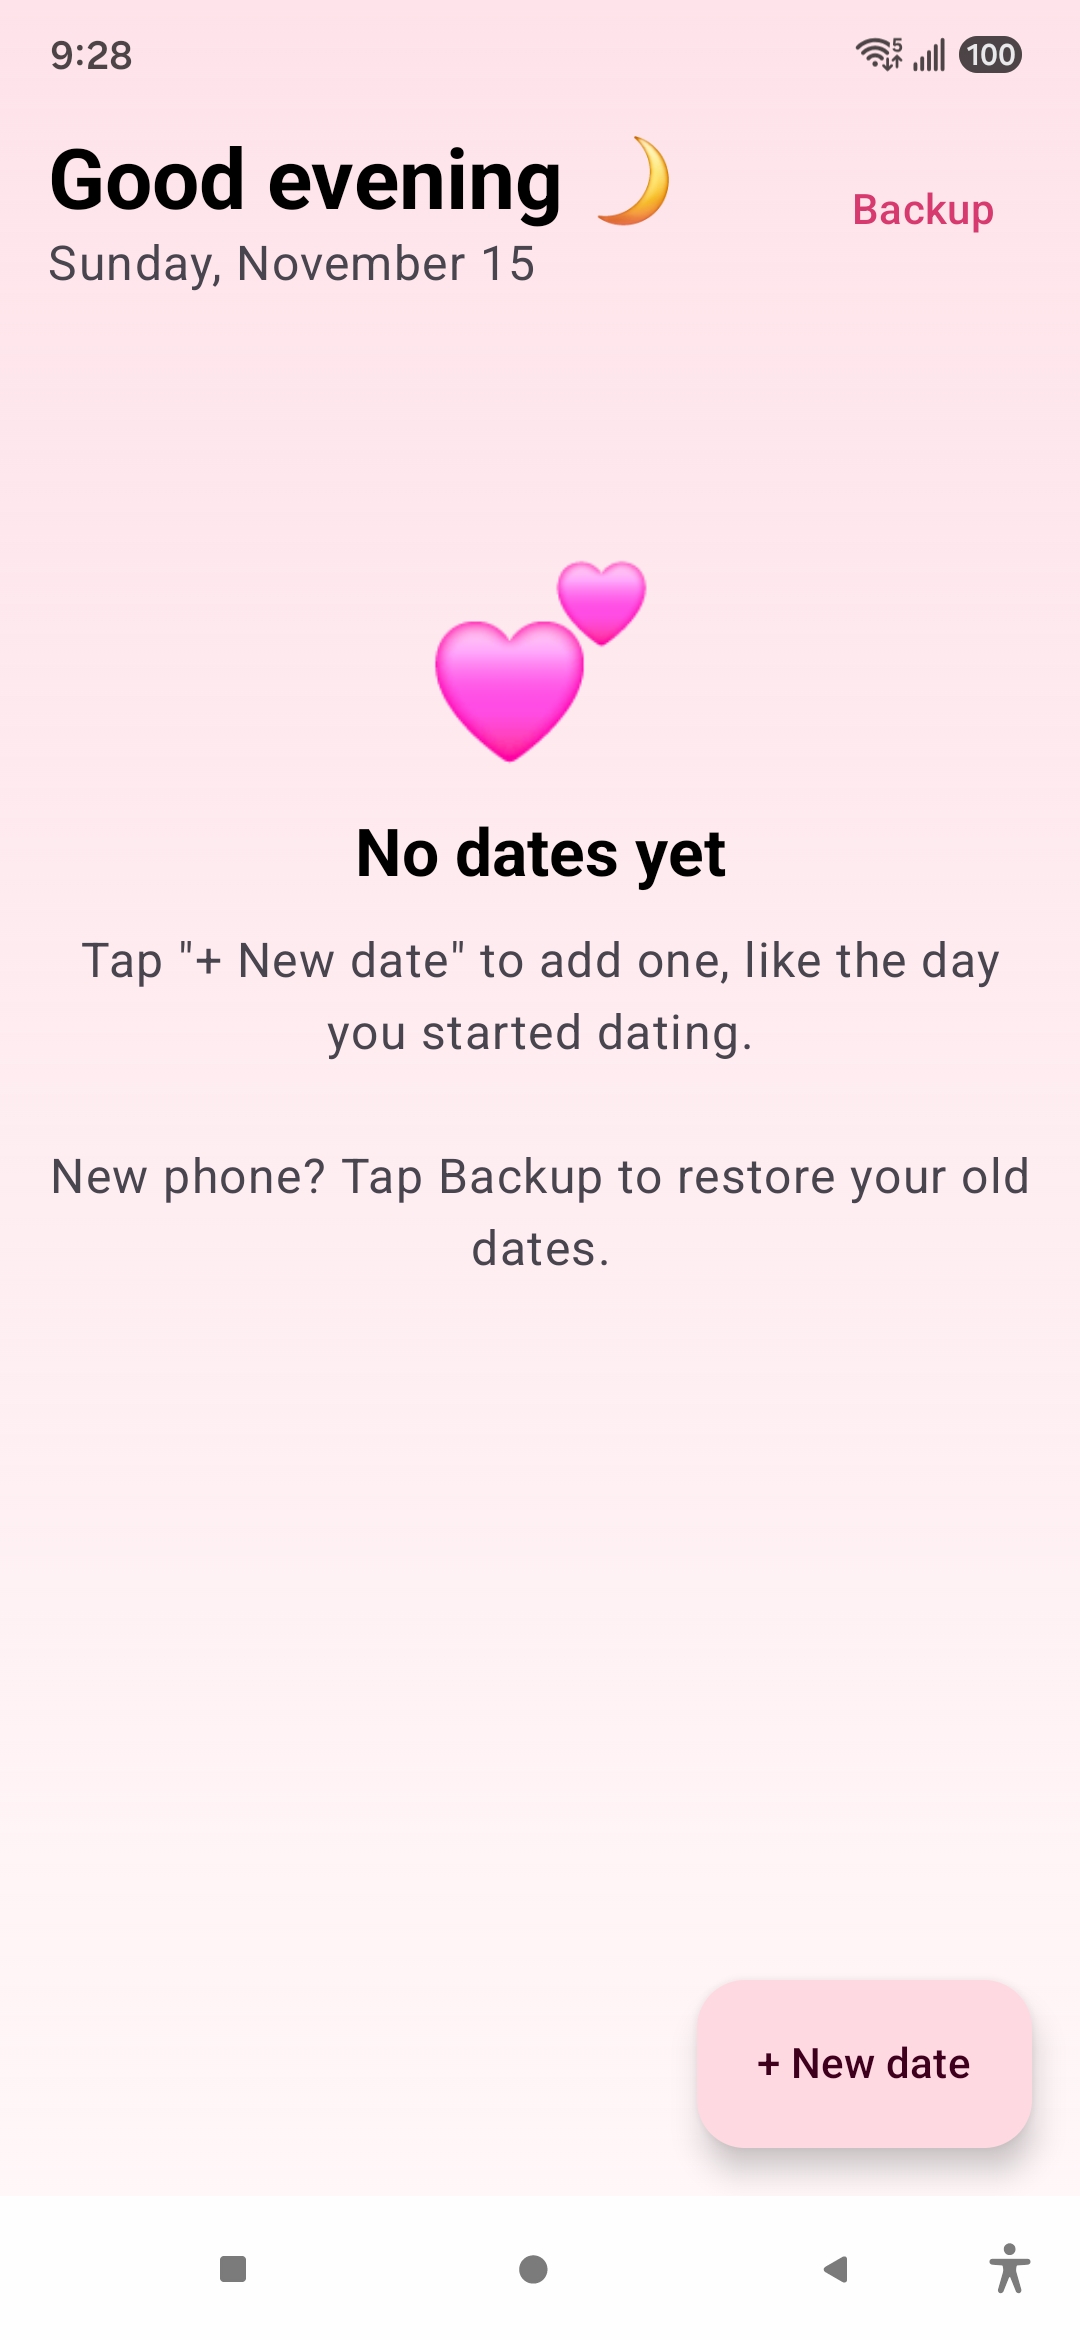 9:28
5
100
Good evening 🌙
Backup
Sunday, November 15
No dates yet
Tap "+ New date" to add one, like the day
you started dating.
New phone? Tap Backup to restore your old
dates.
+ New date